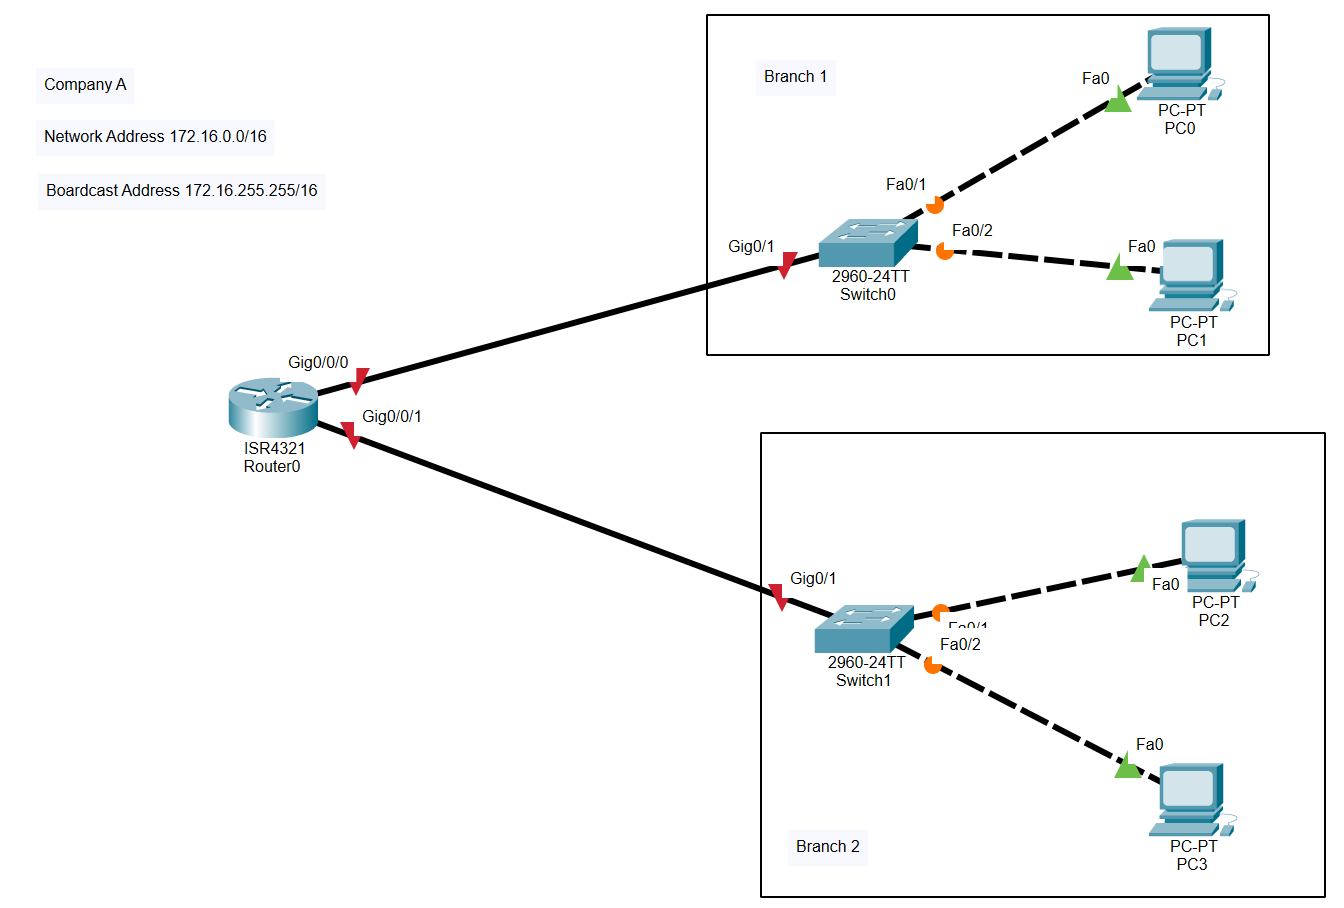 Company A
Network Address 172.16.0.0/16
Boardcast Address 172.16.255.255/16
Branch 1
Fa0
PC-PT
PC0
Fa0/1
Fa0/2
Fa0
PC-PT
PC1
Gig0/1
2960-24TT
Switch0
Gig0/0/0
Gig0/0/1
ISR4321
Router0
Gig0/1
2960-24TT
Switch1
Fa0/1
Fa0/2
Fa0
PC-PT
PC2
Fa0
PC-PT
PC3
Branch 2